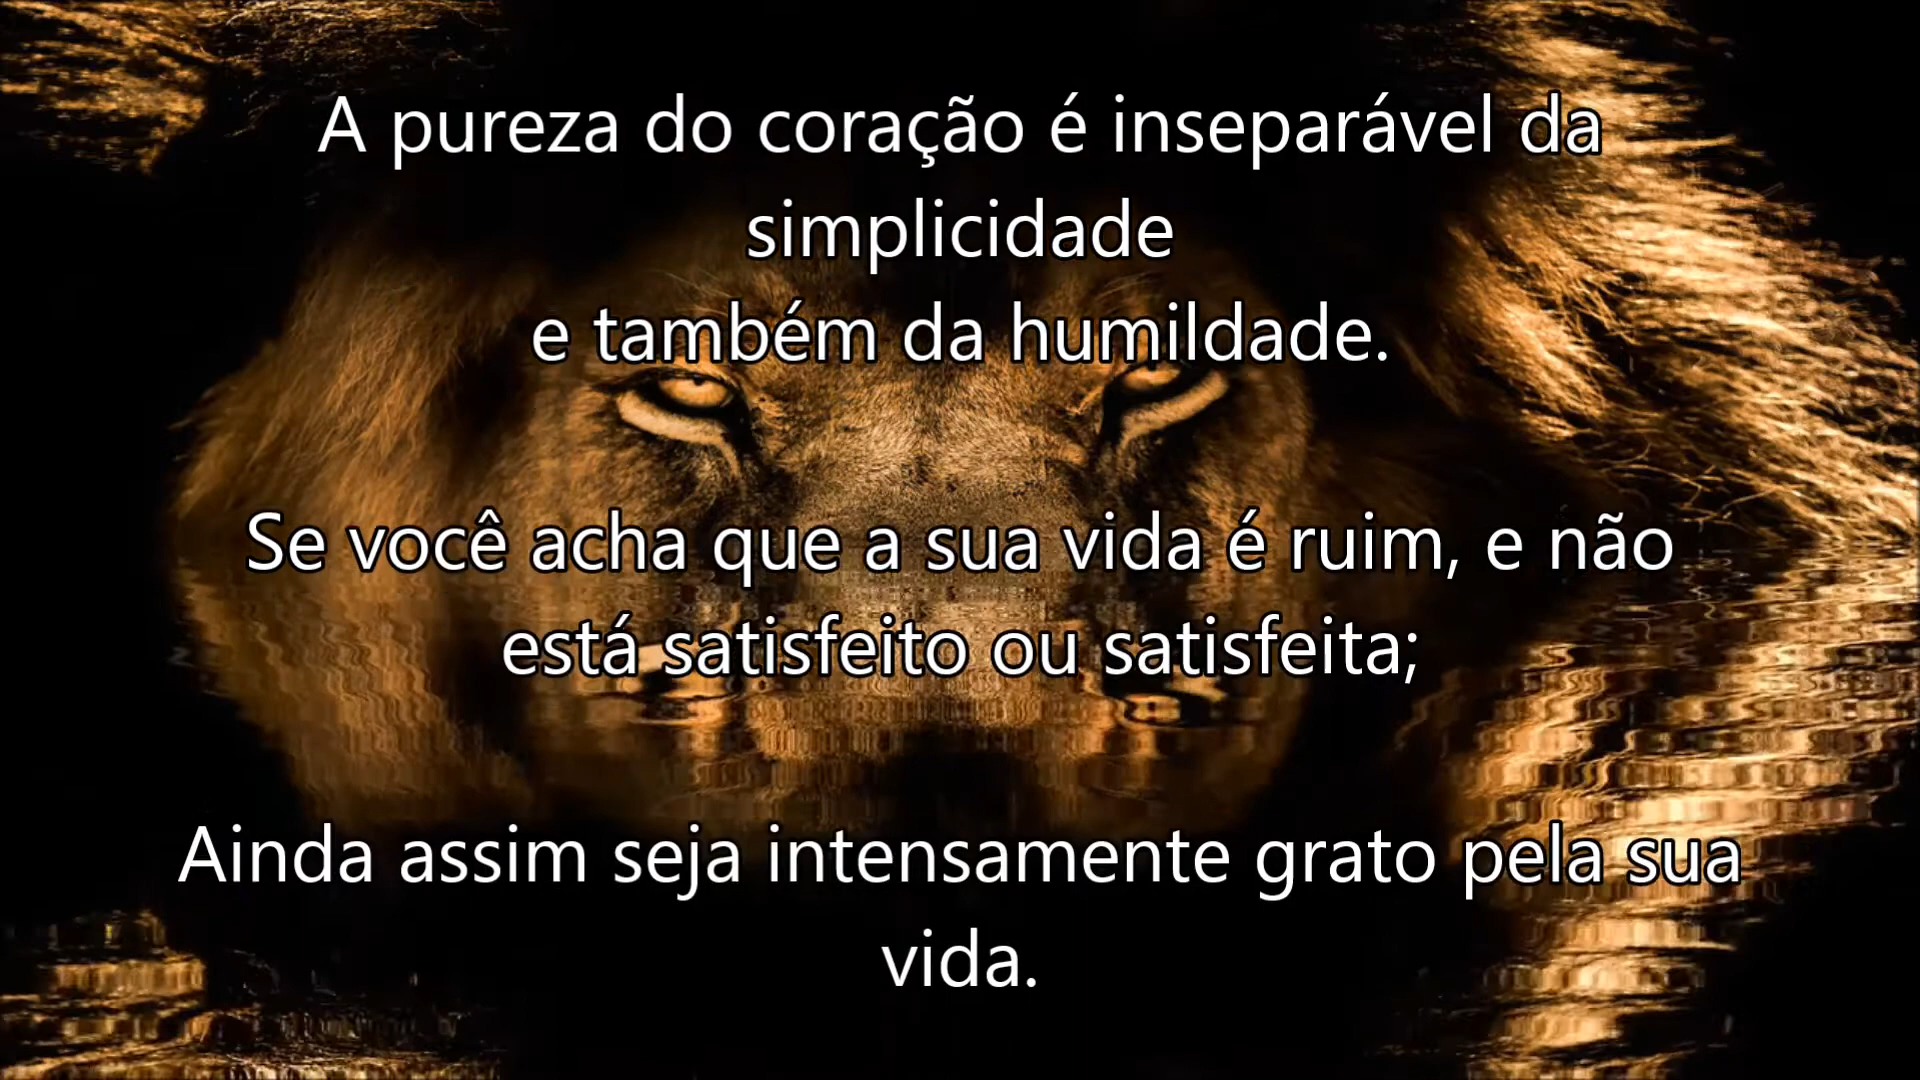 A pureza do coração é inseparável da
simplicidade
e também da humildade.
Se você acha que a sua vida é ruim, e não
está satisfeito ou satisfeita;
Ainda assim seja intensamente grato pela sua
vida.